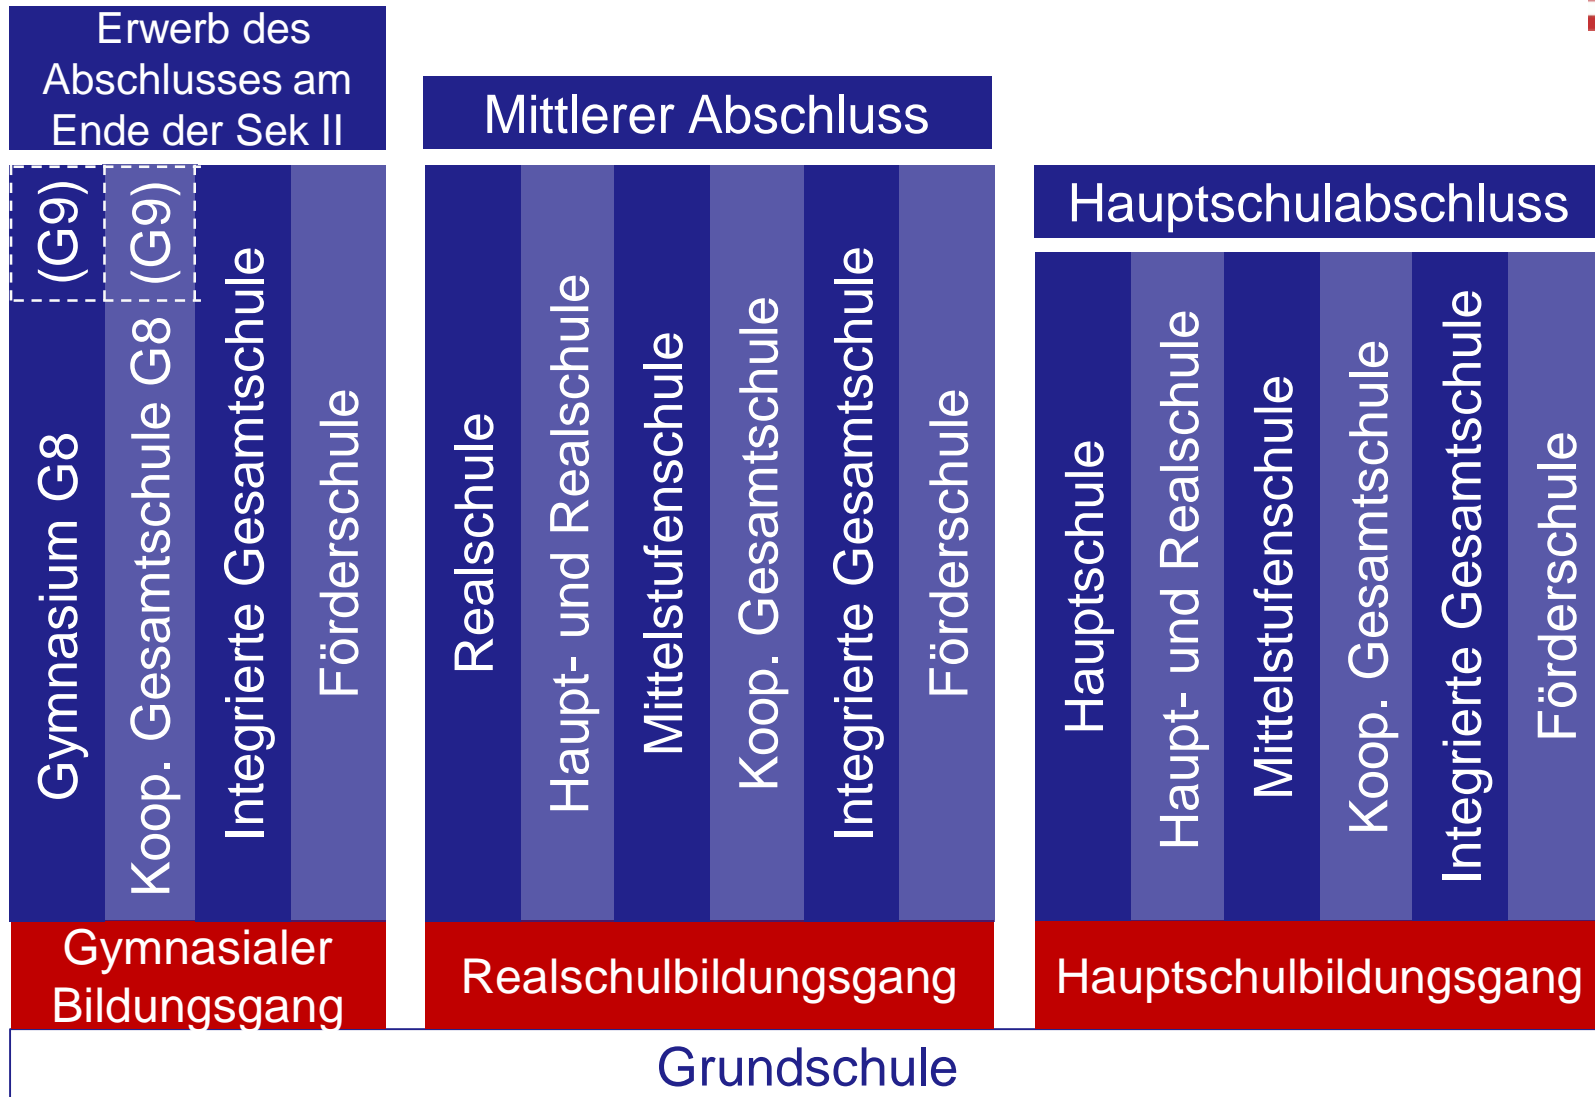 Erwerb des
Abschlusses am
Ende der Sek II
Mittlerer Abschluss
Hauptschulabschluss
Gymnasium G8 (G9)
Koop. Gesamtschule G8 (G9)
Integrierte Gesamtschule
Förderschule
Realschule
Haupt- und Realschule
Mittelstufenschule
Koop. Gesamtschule
Integrierte Gesamtschule
Förderschule
Hauptschule
Haupt- und Realschule
Mittelstufenschule
Koop. Gesamtschule
Integrierte Gesamtschule
Förderschule
Gymnasialer
Bildungsgang
Realschulbildungsgang
Hauptschulbildungsgang
Grundschule